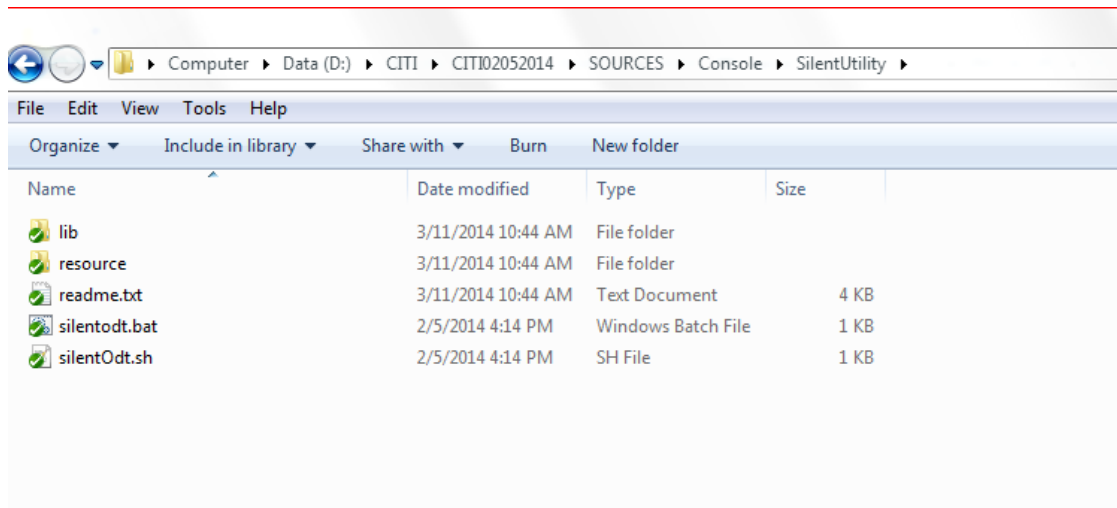 Computer Data (D:) CITI CITI02052014 SOURCES Console SilentUtility
File Edit View Tools Help
Organize Include in library Share with Burn New folder
Name Date modified Type Size
lib 3/11/2014 10:44 AM File folder
resource 3/11/2014 10:44 AM File folder
readme.txt 3/11/2014 10:44 AM Text Document 4 KB
silentodt.bat 2/5/2014 4:14 PM Windows Batch File 1 KB
silentOdt.sh 2/5/2014 4:14 PM SH File 1 KB